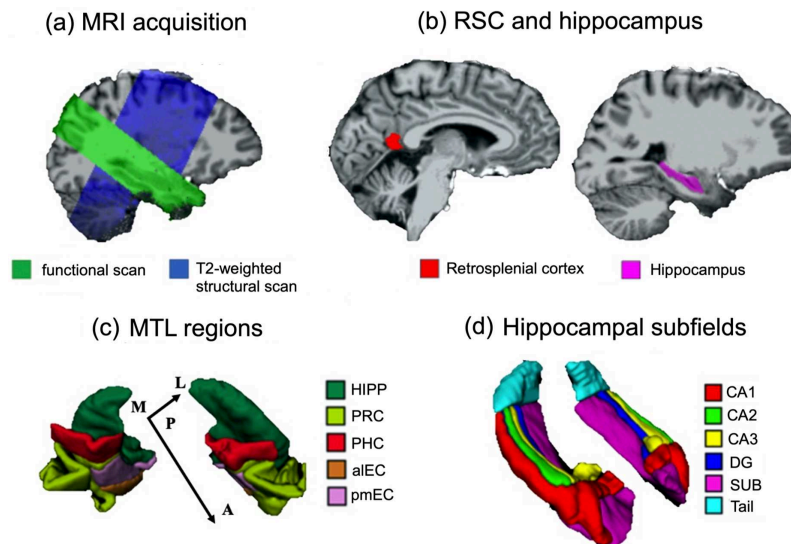 (a) MRI acquisition
(b) RSC and hippocampus
functional scan
T2-weighted
structural scan
Retrosplenial cortex
Hippocampus
(c) MTL regions
(d) Hippocampal subfields
L
M
P
A
HIPP
PRC
PHC
alEC
pmEC
CA1
CA2
CA3
DG
SUB
Tail